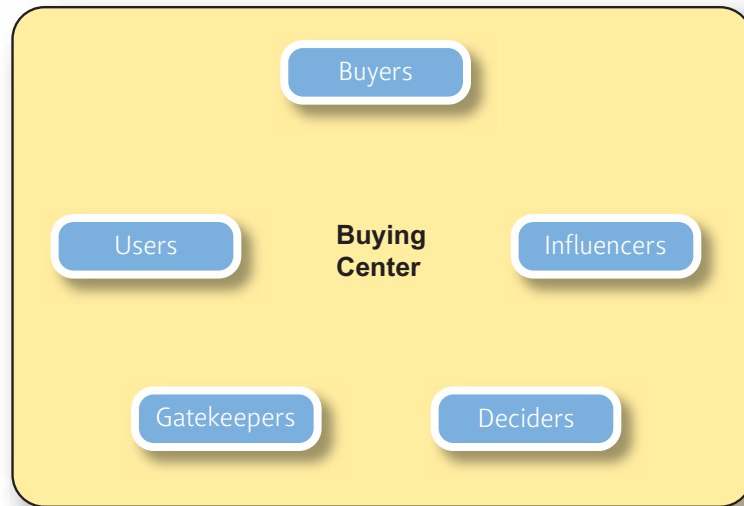 Buyers
Users
Buying
Center
Influencers
Gatekeepers
Deciders